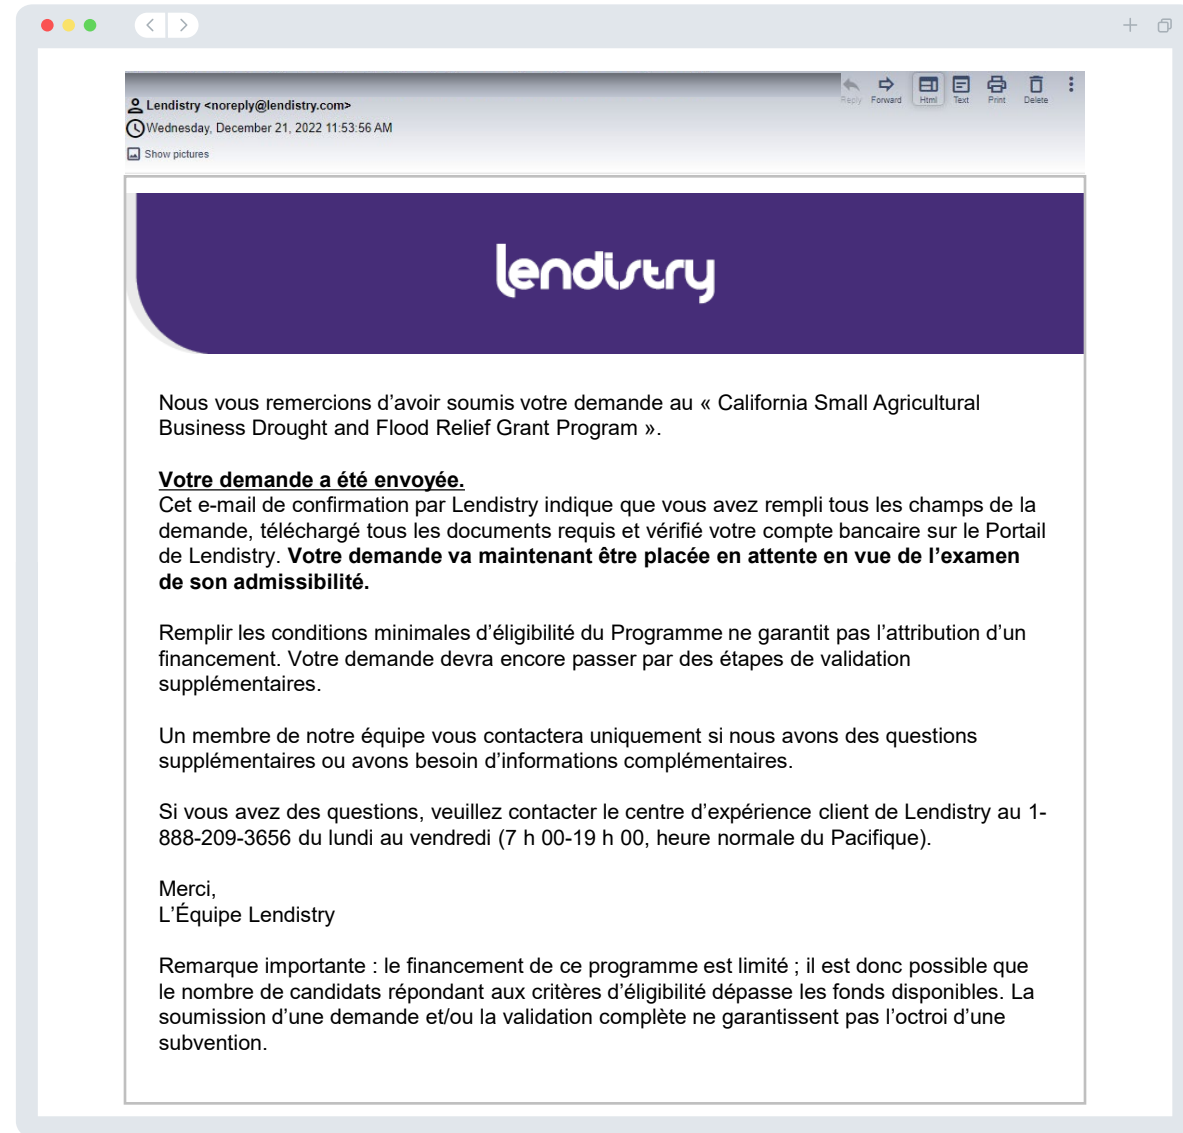 Lendistry <noreply@lendistry.com>
Reply Forward Html Text Print Delete
Wednesday, December 21, 2022 11:53:56 AM
Show pictures
lendistry
Nous vous remercions d’avoir soumis votre demande au « California Small Agricultural
Business Drought and Flood Relief Grant Program ».
Votre demande a été envoyée.
Cet e-mail de confirmation par Lendistry indique que vous avez rempli tous les champs de la
demande, téléchargé tous les documents requis et vérifié votre compte bancaire sur le Portail
de Lendistry. Votre demande va maintenant être placée en attente en vue de l’examen
de son admissibilité.
Remplir les conditions minimales d’éligibilité du Programme ne garantit pas l’attribution d’un
financement. Votre demande devra encore passer par des étapes de validation
supplémentaires.
Un membre de notre équipe vous contactera uniquement si nous avons des questions
supplémentaires ou avons besoin d’informations complémentaires.
Si vous avez des questions, veuillez contacter le centre d’expérience client de Lendistry au 1-
888-209-3656 du lundi au vendredi (7 h 00-19 h 00, heure normale du Pacifique).
Merci,
L’Équipe Lendistry
Remarque importante : le financement de ce programme est limité ; il est donc possible que
le nombre de candidats répondant aux critères d’éligibilité dépasse les fonds disponibles. La
soumission d’une demande et/ou la validation complète ne garantissent pas l’octroi d’une
subvention.